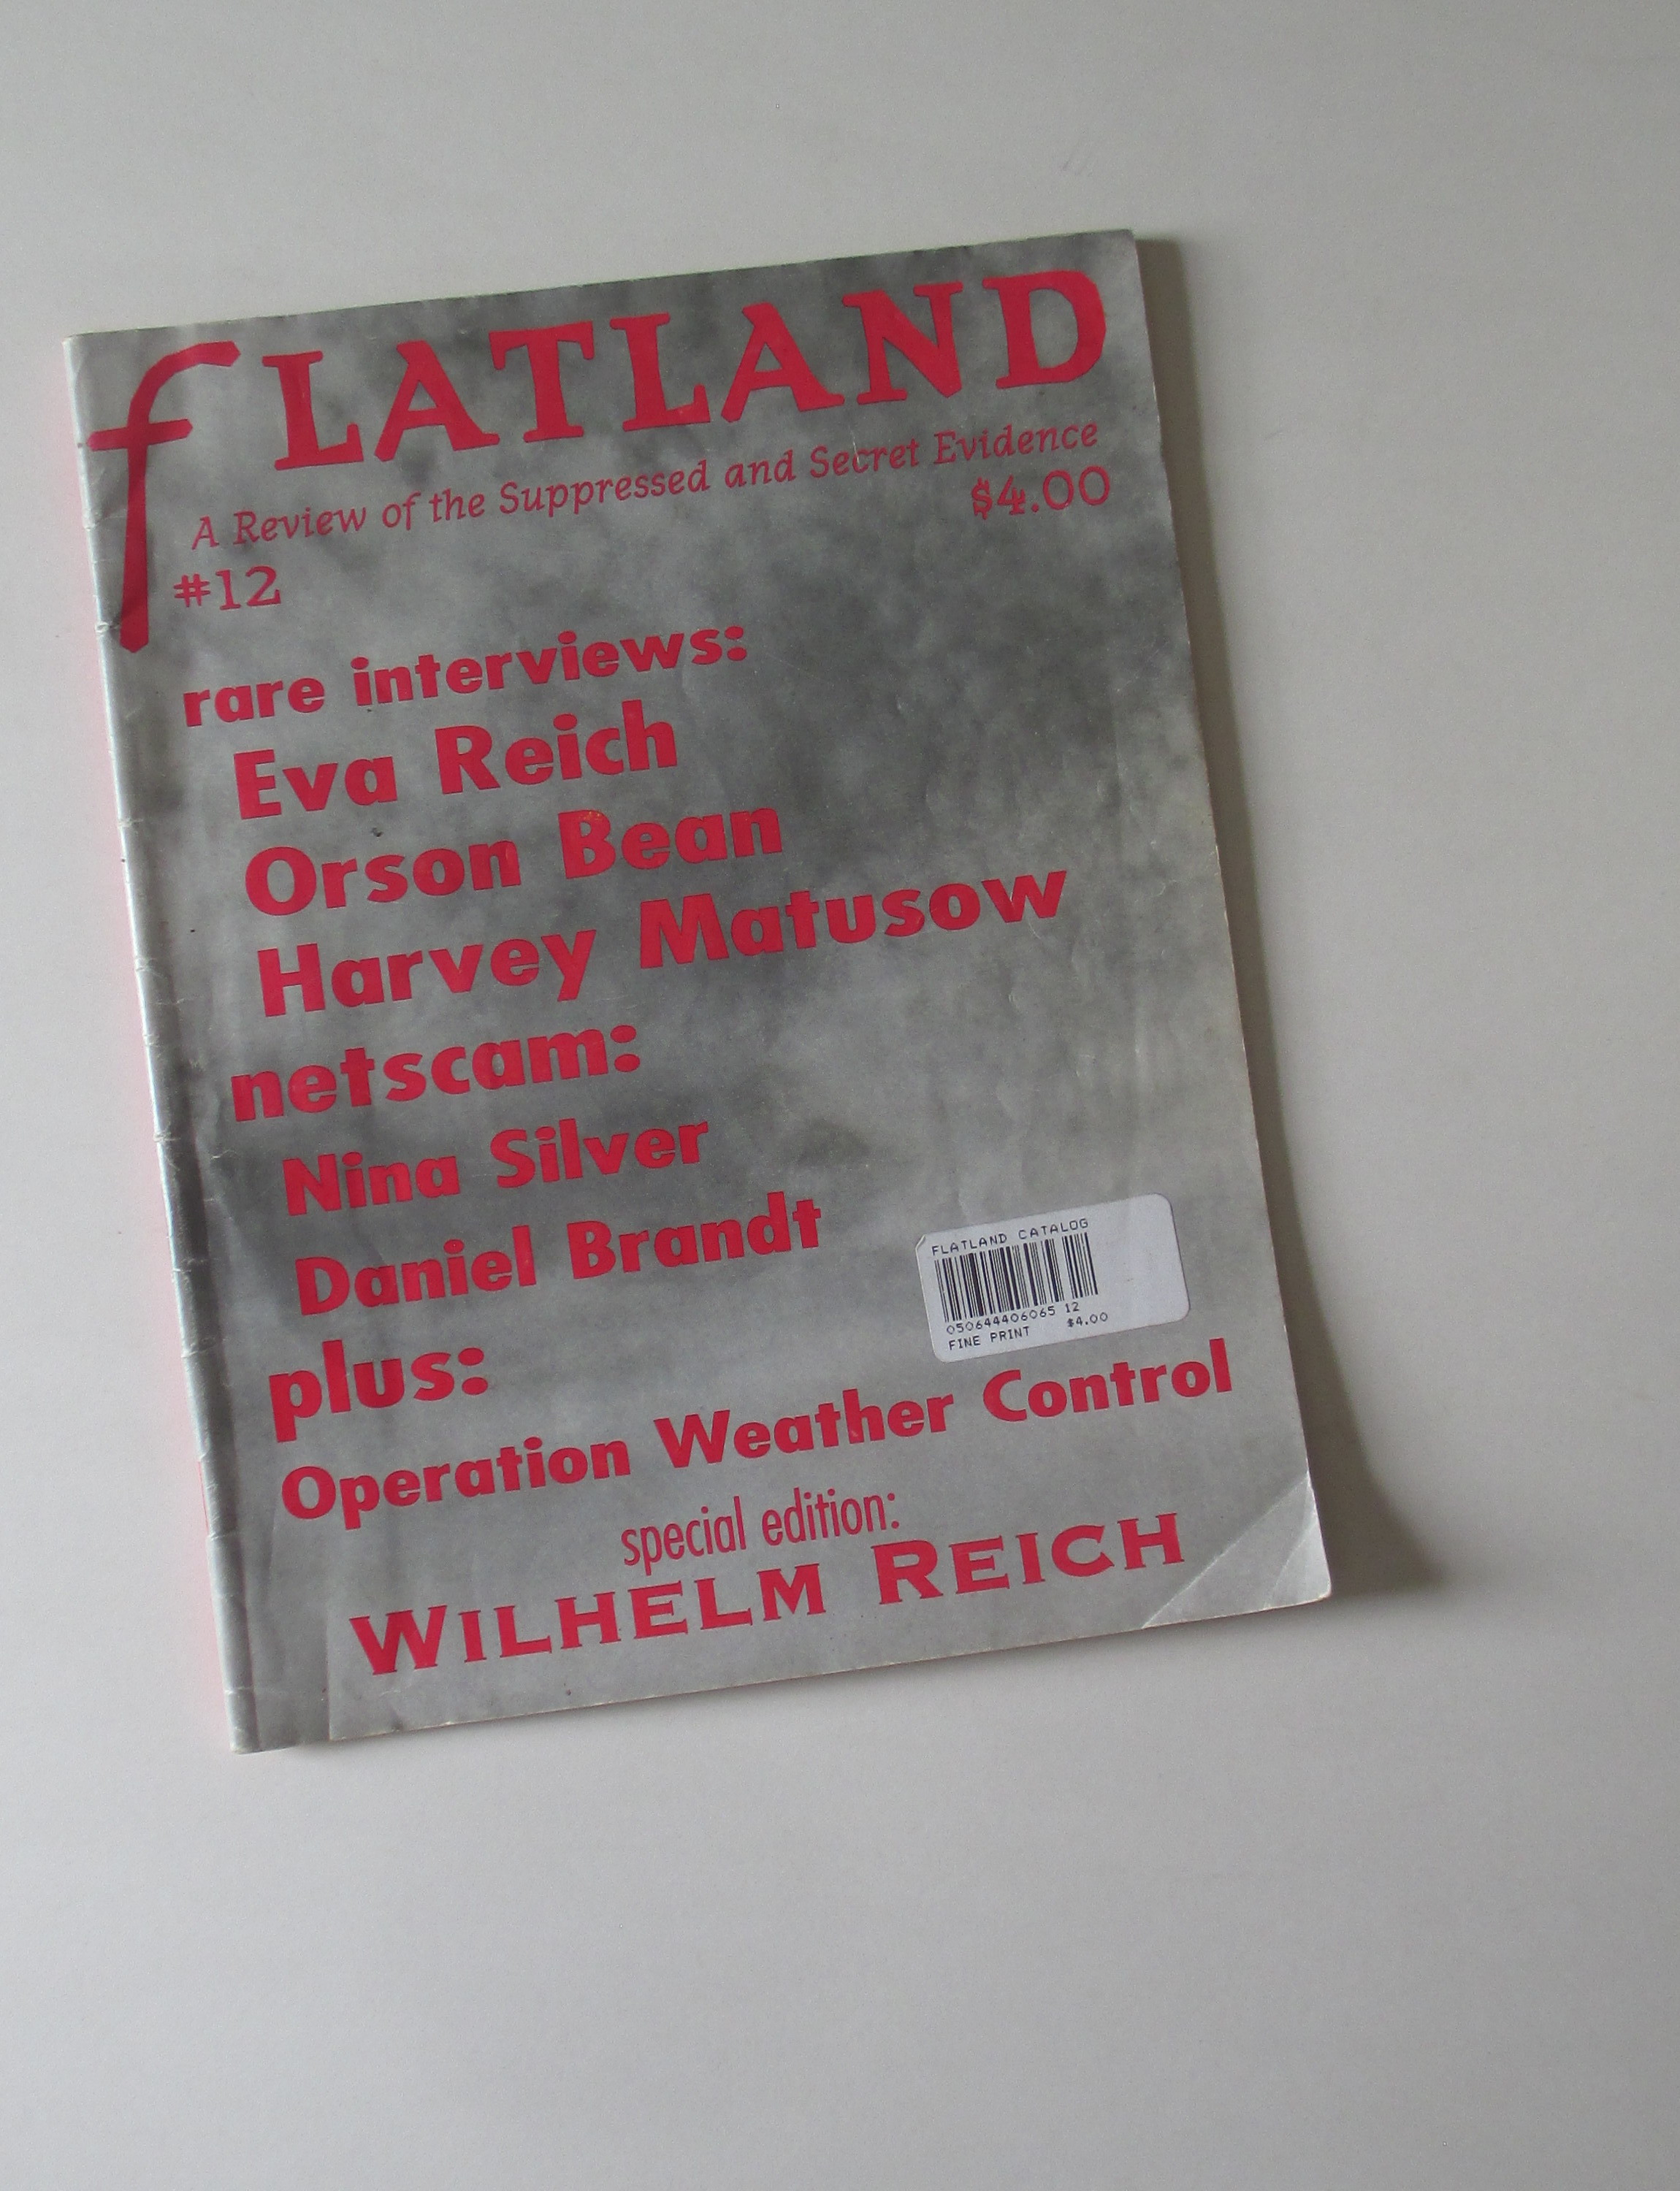 fLATLAND
A Review of the Suppressed and Secret Evidence
$4.00
#12
rare interviews:
Eva Reich
Orson Bean
Harvey Matusow
netscam:
Nina Silver
Daniel Brandt
FLATLAND CATALOG
050644406065 12
FINE PRINT $4.00
plus:
Operation Weather Control
special edition:
WILHELM REICH